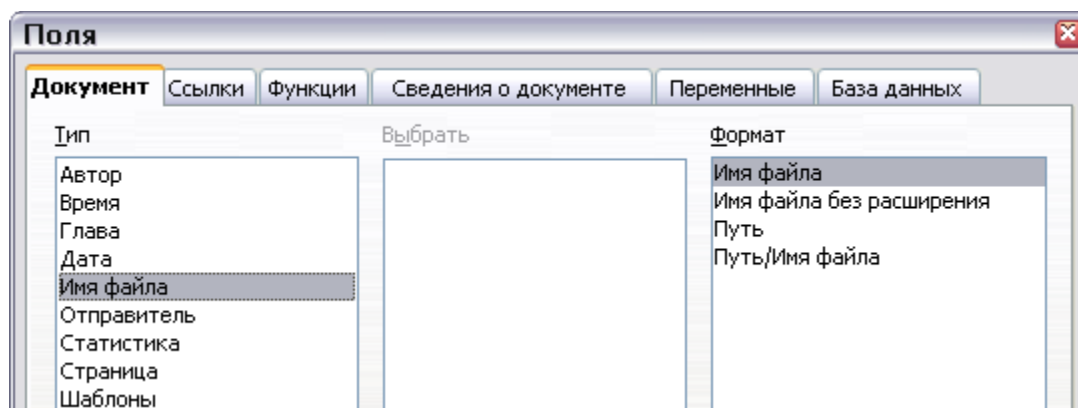 Поля
Документ Ссылки Функции Сведения о документе Переменные База данных
Тип
Автор
Время
Глава
Дата
Имя файла
Отправитель
Статистика
Страница
Шаблоны
Выбрать
Формат
Имя файла
Имя файла без расширения
Путь
Путь/Имя файла